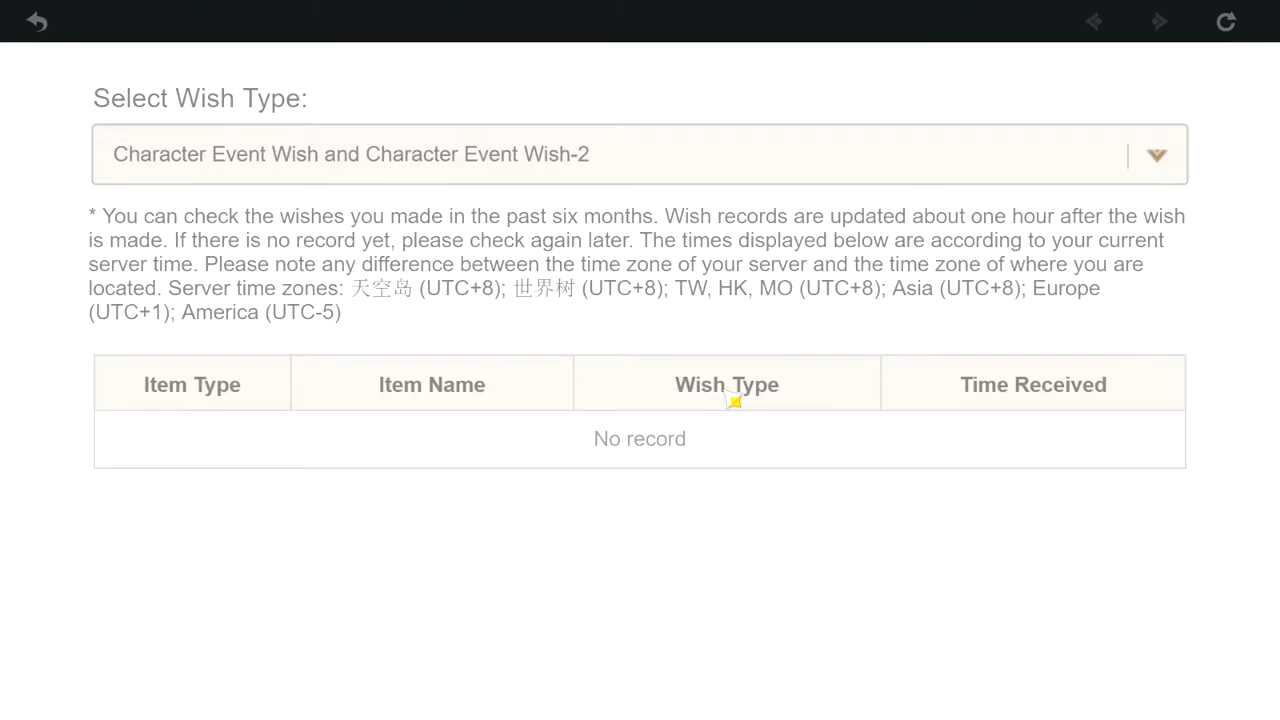 Select Wish Type:
Character Event Wish and Character Event Wish-2
* You can check the wishes you made in the past six months. Wish records are updated about one hour after the wish
is made. If there is no record yet, please check again later. The times displayed below are according to your current
server time. Please note any difference between the time zone of your server and the time zone of where you are
located. Server time zones: 天空岛 (UTC+8); 世界树 (UTC+8); TW, HK, MO (UTC+8); Asia (UTC+8); Europe
(UTC+1); America (UTC-5)
Item Type Item Name Wish Type Time Received
No record